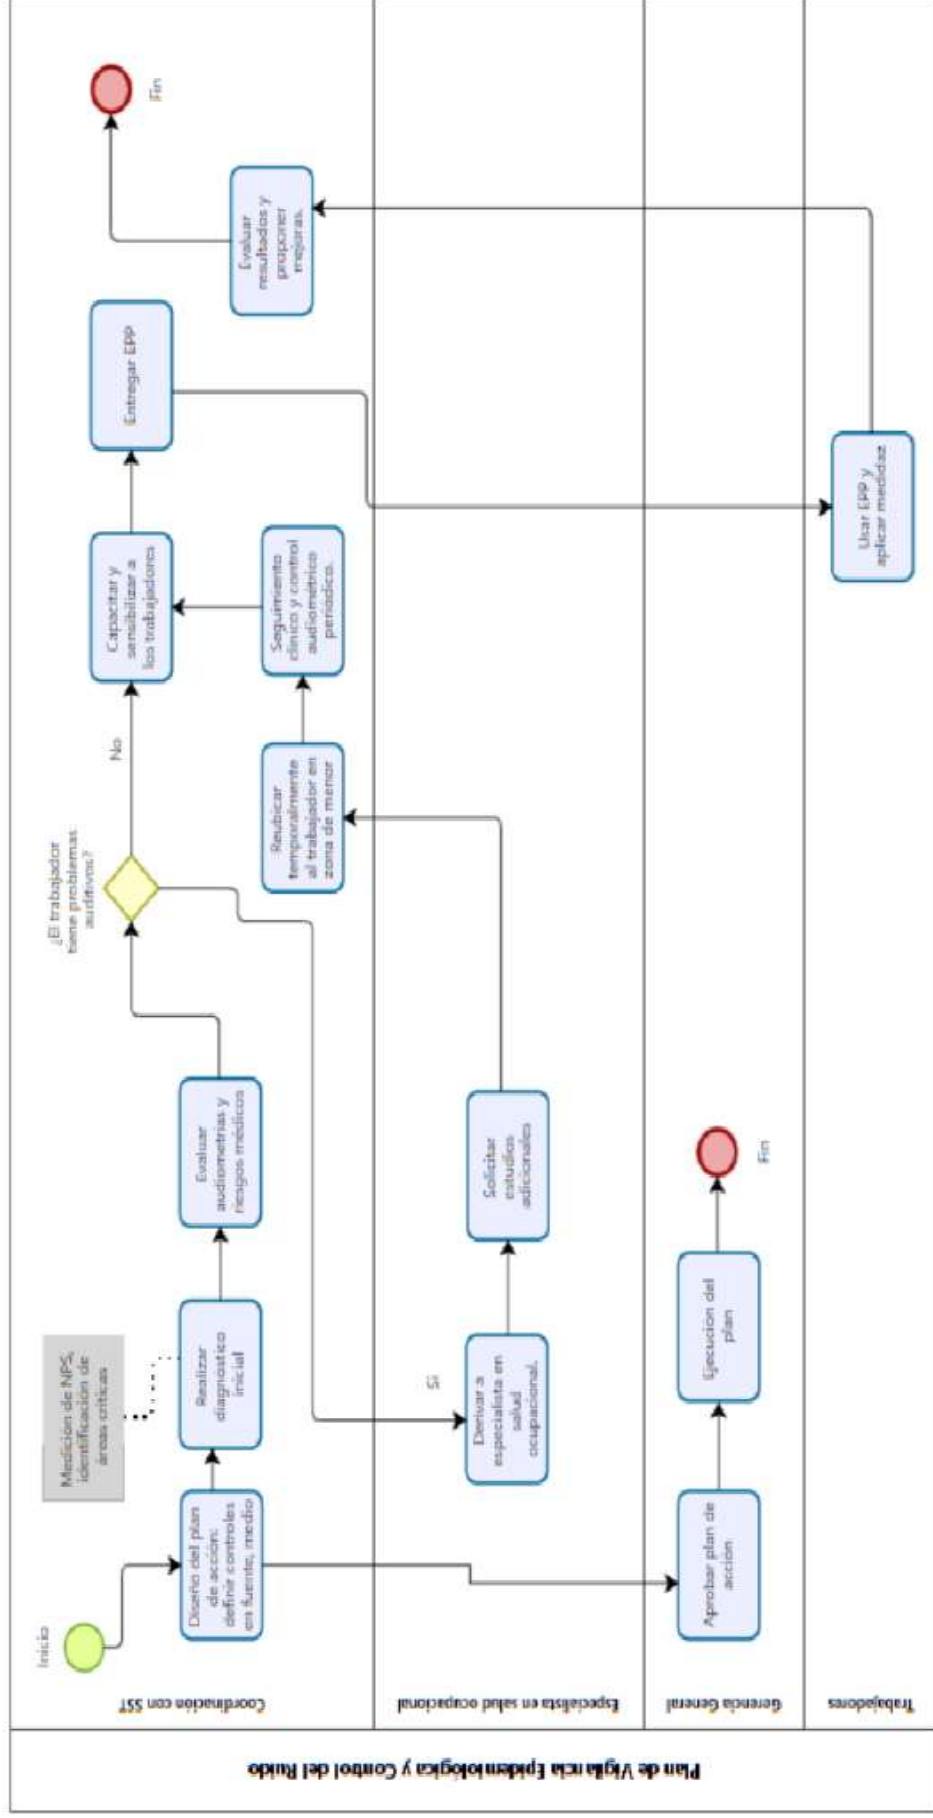 Plan de Vigilancia Epidemiológica y Control del Ruido
Coordinación con SST
Inicio
Diseño del plan
de acción:
definir controles
en fuente, medio
Medición de NPS,
identificación de
áreas críticas
Realizar
diagnóstico
inicial
Evaluar
audiometrías y
riesgos médicos
¿El trabajador
tiene problemas
auditivos?
No
Capacitar y
sensibilizar a
los trabajadores
Entregar EPP
Reubicar
temporalmente
al trabajador en
zona de menor
Seguimiento
clínico y control
audiométrico
periódico.
Evaluar
resultados y
proponer
mejoras.
Fin
Especialista en salud ocupacional
Si
Derivar a
especialista en
salud
ocupacional.
Solicitar
estudios
adicionales
Gerencia General
Aprobar plan de
acción
Ejecucion del
plan
Fin
Trabajadores
Usar EPP y
aplicar medidaz